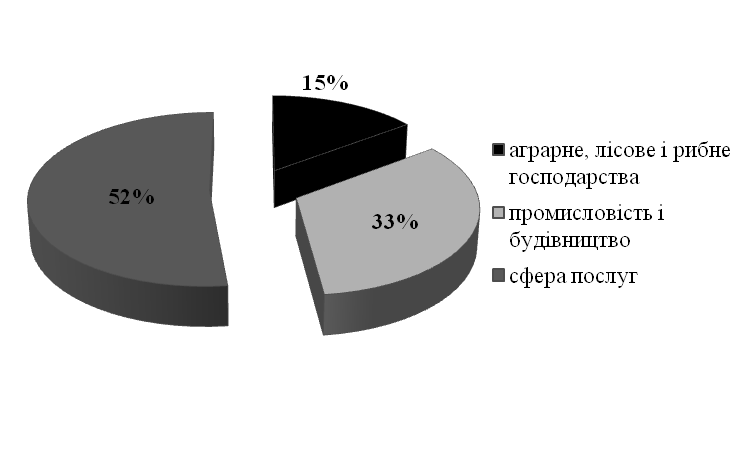 15%
52%
33%
аграрне, лісове і рибне
господарства
промисловість і
будівництво
сфера послуг